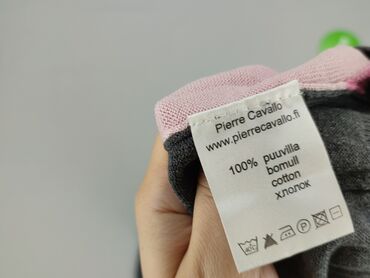 Pierre Cavallo
www.pierrecavallo.fi
100% puuvilla
bomull
cotton
хлопок